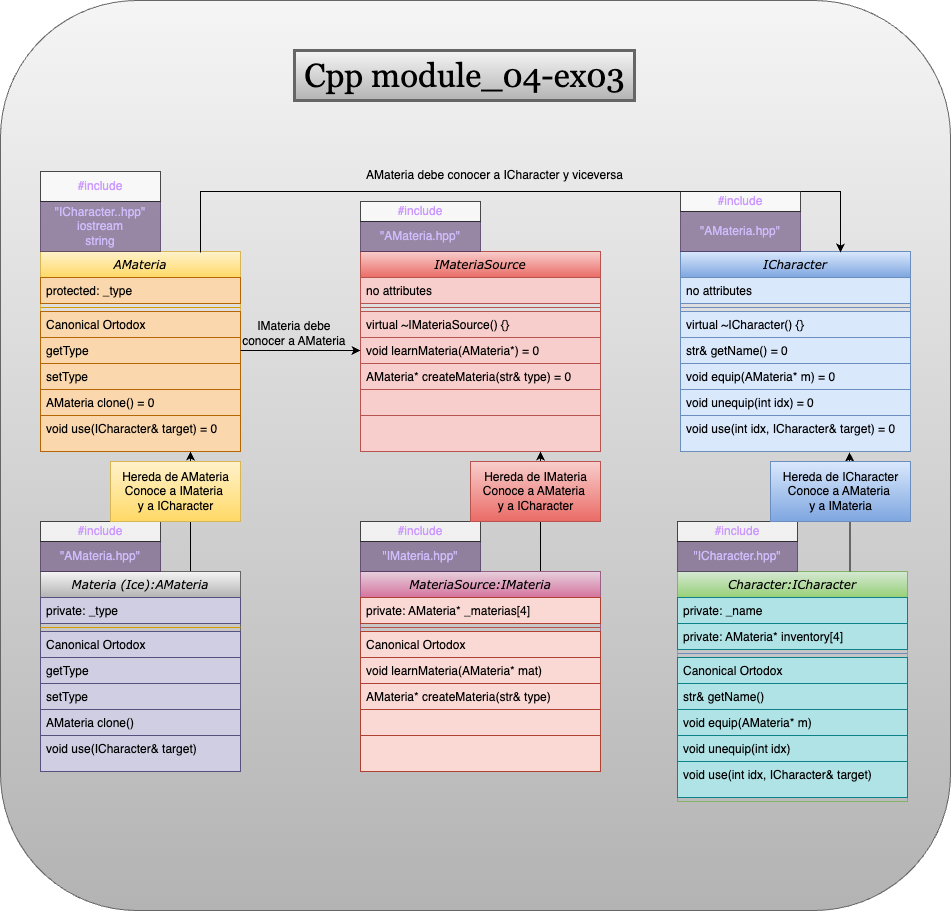 Cpp module_04-ex03
AMateria debe conocer a ICharacter y viceversa
#include
"ICharacter..hpp"
iostream
string
AMateria
protected: _type
Canonical Ortodox
getType
setType
AMateria clone() = 0
void use(ICharacter& target) = 0
IMateria debe
conocer a AMateria
#include
"AMateria.hpp"
IMateriaSource
no attributes
virtual ~IMateriaSource() {}
void learnMateria(AMateria*) = 0
AMateria* createMateria(str& type) = 0
#include
"AMateria.hpp"
ICharacter
no attributes
virtual ~ICharacter() {}
str& getName() = 0
void equip(AMateria* m) = 0
void unequip(int idx) = 0
void use(int idx, ICharacter& target) = 0
Hereda de AMateria
Conoce a IMateria
y a ICharacter
#include
"AMateria.hpp"
Materia (Ice):AMateria
private: _type
Canonical Ortodox
getType
setType
AMateria clone()
void use(ICharacter& target)
Hereda de IMateria
Conoce a AMateria
y a ICharacter
#include
"IMateria.hpp"
MateriaSource:IMateria
private: AMateria* _materias[4]
Canonical Ortodox
void learnMateria(AMateria* mat)
AMateria* createMateria(str& type)
Hereda de ICharacter
Conoce a AMateria
y a IMateria
#include
"ICharacter.hpp"
Character:ICharacter
private: _name
private: AMateria* inventory[4]
Canonical Ortodox
str& getName()
void equip(AMateria* m)
void unequip(int idx)
void use(int idx, ICharacter& target)